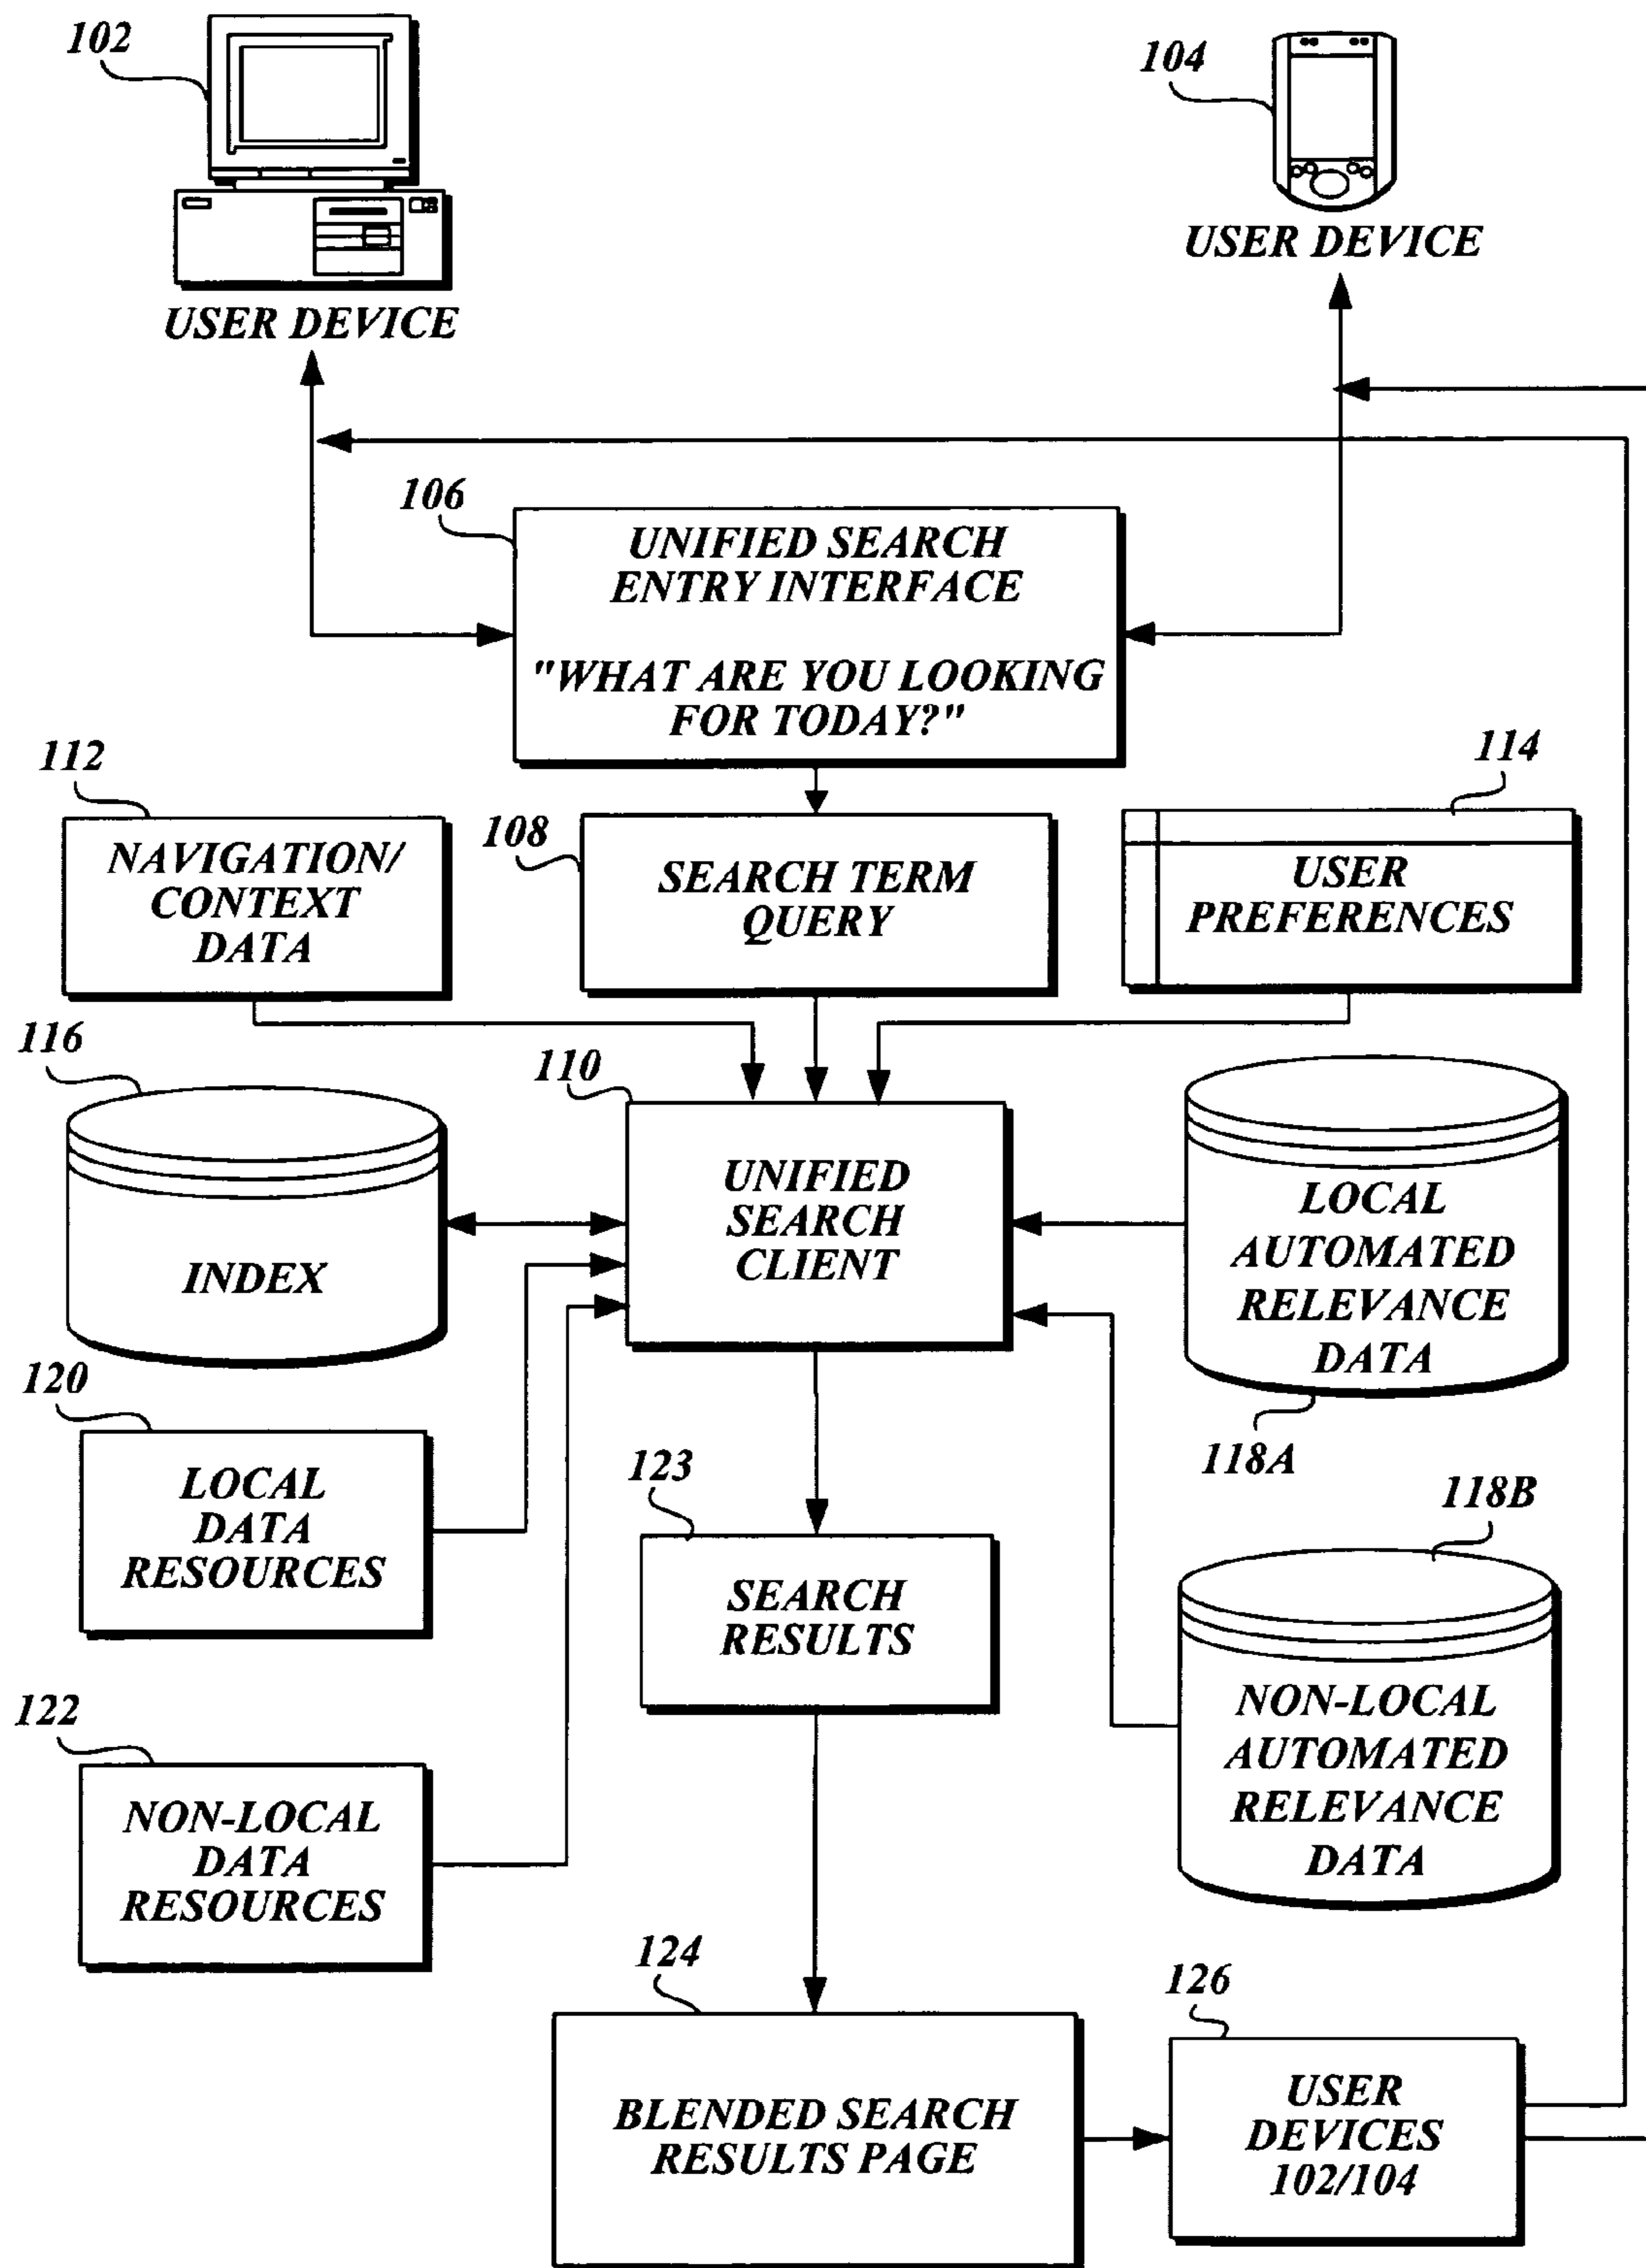 102
104
USER DEVICE
USER DEVICE
106
UNIFIED SEARCH
ENTRY INTERFACE
"WHAT ARE YOU LOOKING
FOR TODAY?"
112
NAVIGATION/
CONTEXT
DATA
108
SEARCH TERM
QUERY
114
USER
PREFERENCES
116
INDEX
110
UNIFIED
SEARCH
CLIENT
LOCAL
AUTOMATED
RELEVANCE
DATA
118A
120
LOCAL
DATA
RESOURCES
123
SEARCH
RESULTS
118B
NON-LOCAL
AUTOMATED
RELEVANCE
DATA
122
NON-LOCAL
DATA
RESOURCES
124
BLENDED SEARCH
RESULTS PAGE
126
USER
DEVICES
102/104